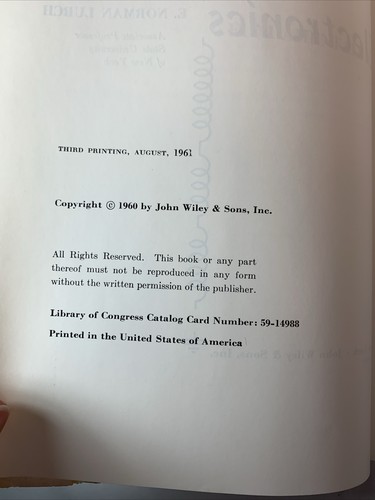 THIRD PRINTING, AUGUST, 1961
Copyright © 1960 by John Wiley & Sons, Inc.
All Rights Reserved. This book or any part
thereof must not be reproduced in any form
without the written permission of the publisher.
Library of Congress Catalog Card Number: 59-14988
Printed in the United States of America